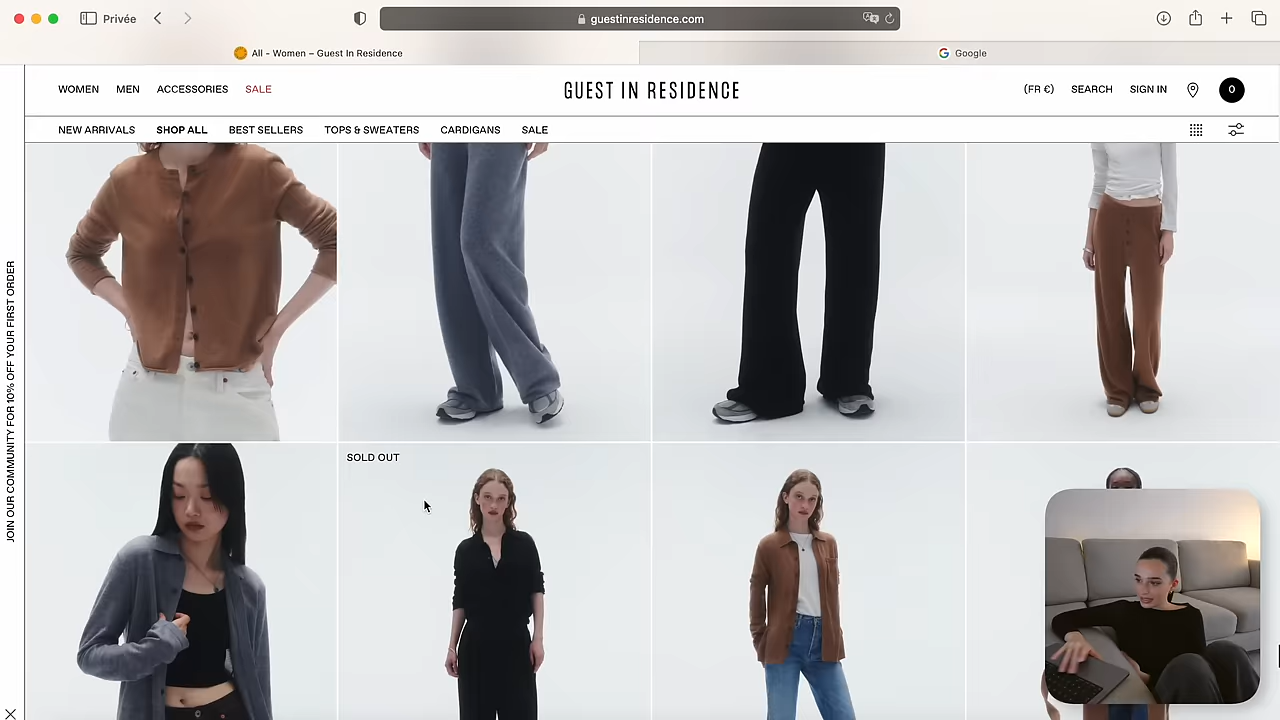 Privée
guestinresidence.com
All - Women – Guest In Residence
Google
WOMEN MEN ACCESSORIES SALE
GUEST IN RESIDENCE
(FR €) SEARCH SIGN IN 0
NEW ARRIVALS SHOP ALL BEST SELLERS TOPS & SWEATERS CARDIGANS SALE
JOIN OUR COMMUNITY FOR 10% OFF YOUR FIRST ORDER
SOLD OUT